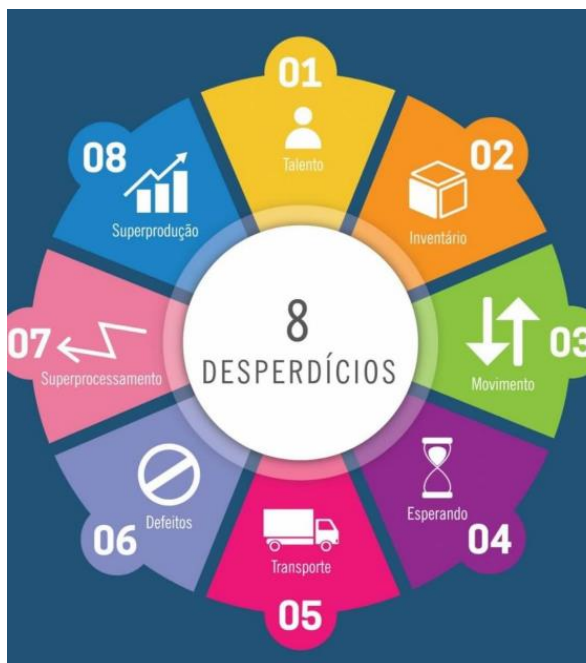 01
Talento
02
Inventário
03
Movimento
04
Esperando
05
Transporte
06
Defeitos
07
Superprocessamento
08
Superprodução
8
DESPERDÍCIOS